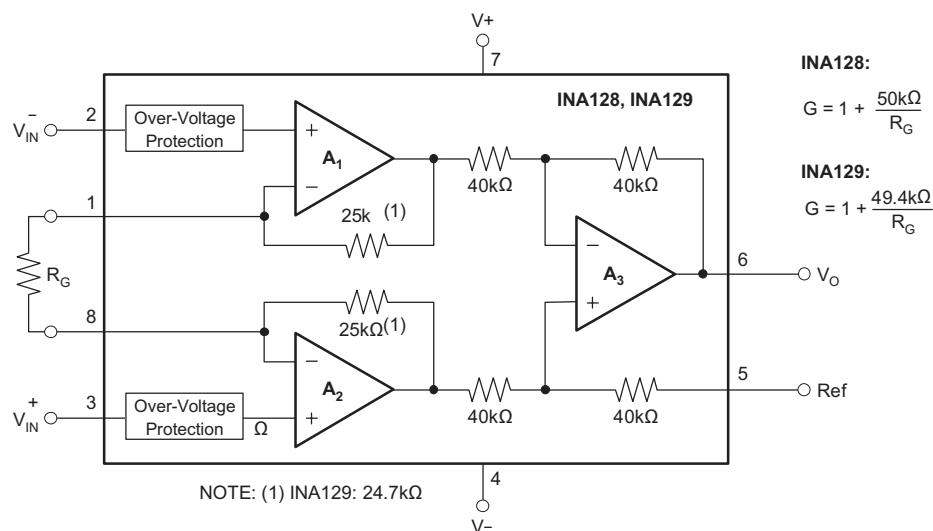 V+
7
INA128:
G = 1 + 50kΩ / R_G
INA129:
G = 1 + 49.4kΩ / R_G
INA128, INA129
V_IN^−
2
Over-Voltage
Protection
+
A1
−
40kΩ
40kΩ
1
25k (1)
R_G
−
A3
+
6
V_O
8
25kΩ(1)
−
A2
+
5
Ref
V_IN^+
3
Over-Voltage
Protection
Ω
40kΩ
40kΩ
4
NOTE: (1) INA129: 24.7kΩ
V−